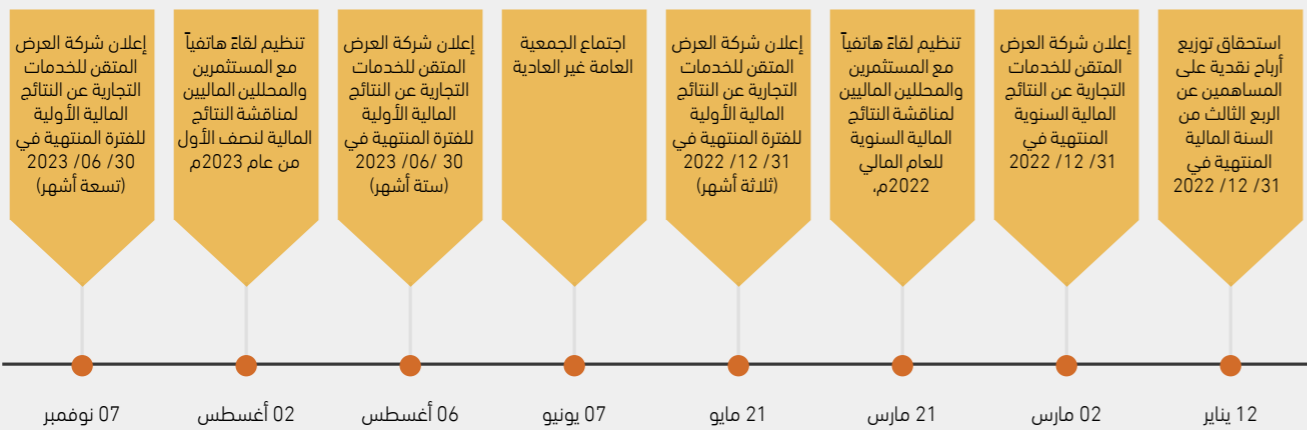 استحقاق توزيع
أرباح نقدية على
المساهمين عن
الربع الثالث من
السنة المالية
المنتهية في
31/ 12/ 2022
إعلان شركة العرض
المتقن للخدمات
التجارية عن النتائج
المالية السنوية
المنتهية في
31/ 12/ 2022
تنظيم لقاءً هاتفياً
مع المستثمرين
والمحللين الماليين
لمناقشة النتائج
المالية السنوية
للعام المالي
2022م،
إعلان شركة العرض
المتقن للخدمات
التجارية عن النتائج
المالية الأولية
للفترة المنتهية في
31/ 12/ 2022
(ثلاثة أشهر)
اجتماع الجمعية
العامة غير العادية
إعلان شركة العرض
المتقن للخدمات
التجارية عن النتائج
المالية الأولية
للفترة المنتهية في
30 /06/ 2023
(ستة أشهر)
تنظيم لقاءً هاتفياً
مع المستثمرين
والمحللين الماليين
لمناقشة النتائج
المالية لنصف الأول
من عام 2023م
إعلان شركة العرض
المتقن للخدمات
التجارية عن النتائج
المالية الأولية
للفترة المنتهية في
30/ 06/ 2023
(تسعة أشهر)
12 يناير
02 مارس
21 مارس
21 مايو
07 يونيو
06 أغسطس
02 أغسطس
07 نوفمبر